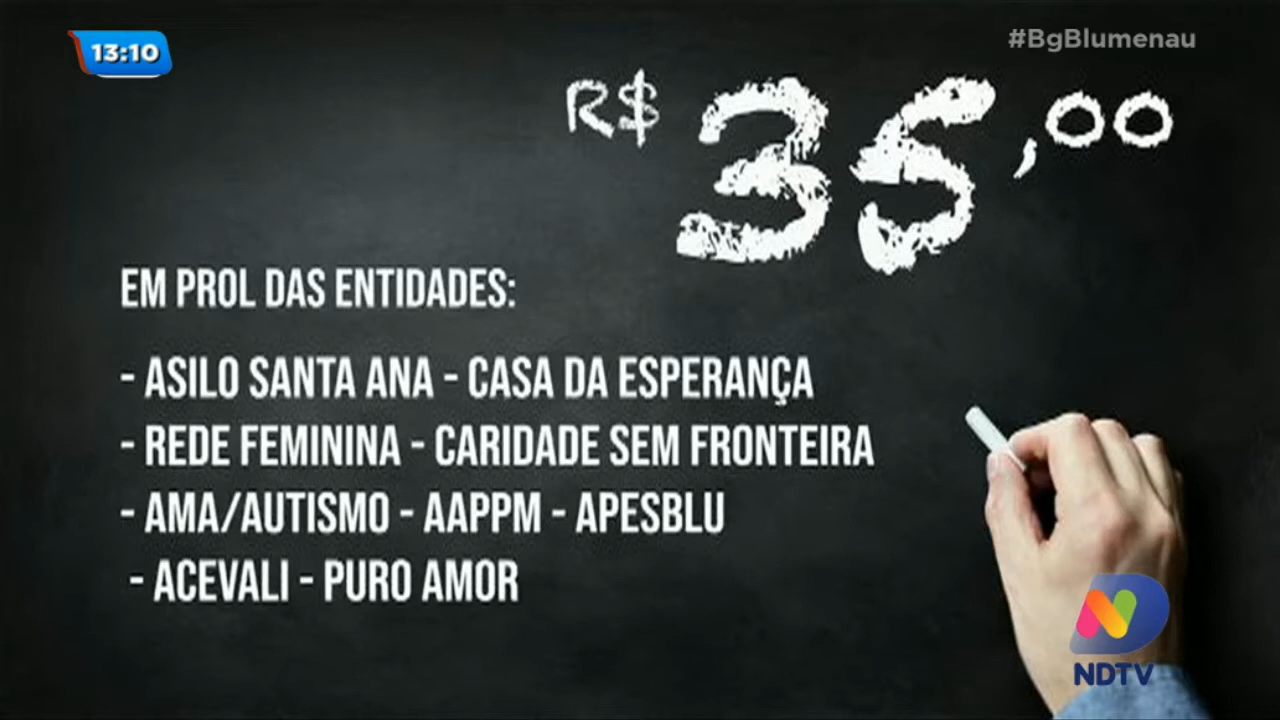 13:10
#BgBlumenau
R$ 35,00
EM PROL DAS ENTIDADES:
- ASILO SANTA ANA - CASA DA ESPERANÇA
- REDE FEMININA - CARIDADE SEM FRONTEIRA
- AMA/AUTISMO - AAPPM - APESBLU
- ACEVALI - PURO AMOR
NDTV